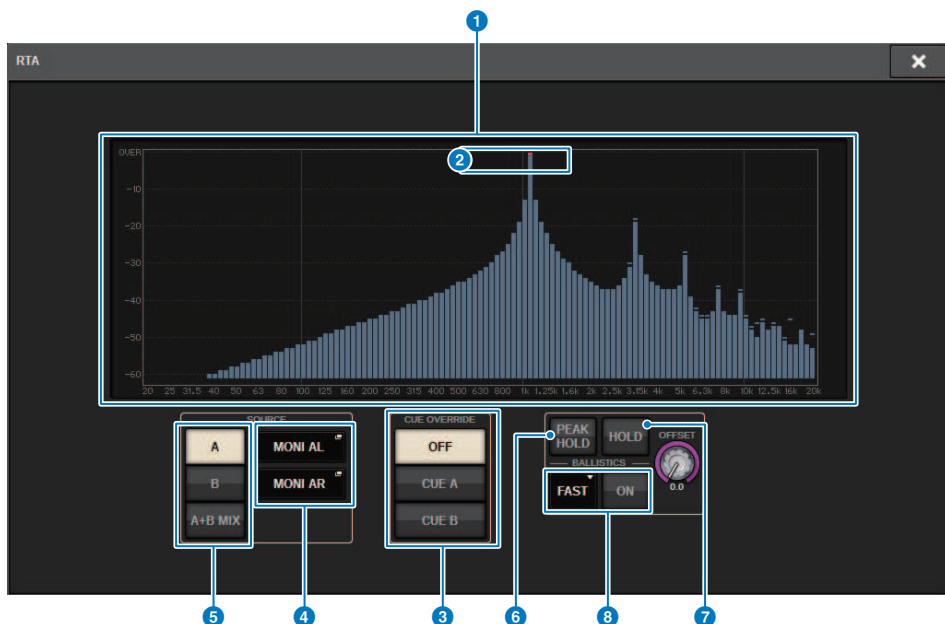 1
RTA
×
OVER
2
-10
-20
-30
-40
-50
-60
20 25 31.5 40 50 63 80 100 125 160 200 250 315 400 500 630 800 1k 1.25k 1.6k 2k 2.5k 3.15k 4k 5k 6.3k 8k 10k 12.5k 16k 20k
SOURCE
A
B
A+B MIX
MONI AL
MONI AR
CUE OVERRIDE
OFF
CUE A
CUE B
PEAK HOLD
HOLD
OFFSET
0.0
BALLISTICS
FAST
ON
5
4
3
6
8
7